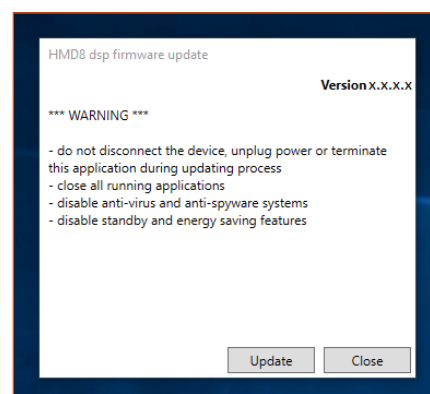 HMD8 dsp firmware update
Version x.x.x.x
*** WARNING ***
- do not disconnect the device, unplug power or terminate
this application during updating process
- close all running applications
- disable anti-virus and anti-spyware systems
- disable standby and energy saving features
Update Close